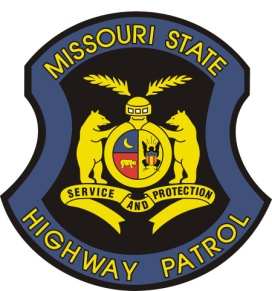 MISSOURI STATE
SERVICE AND PROTECTION
HIGHWAY PATROL